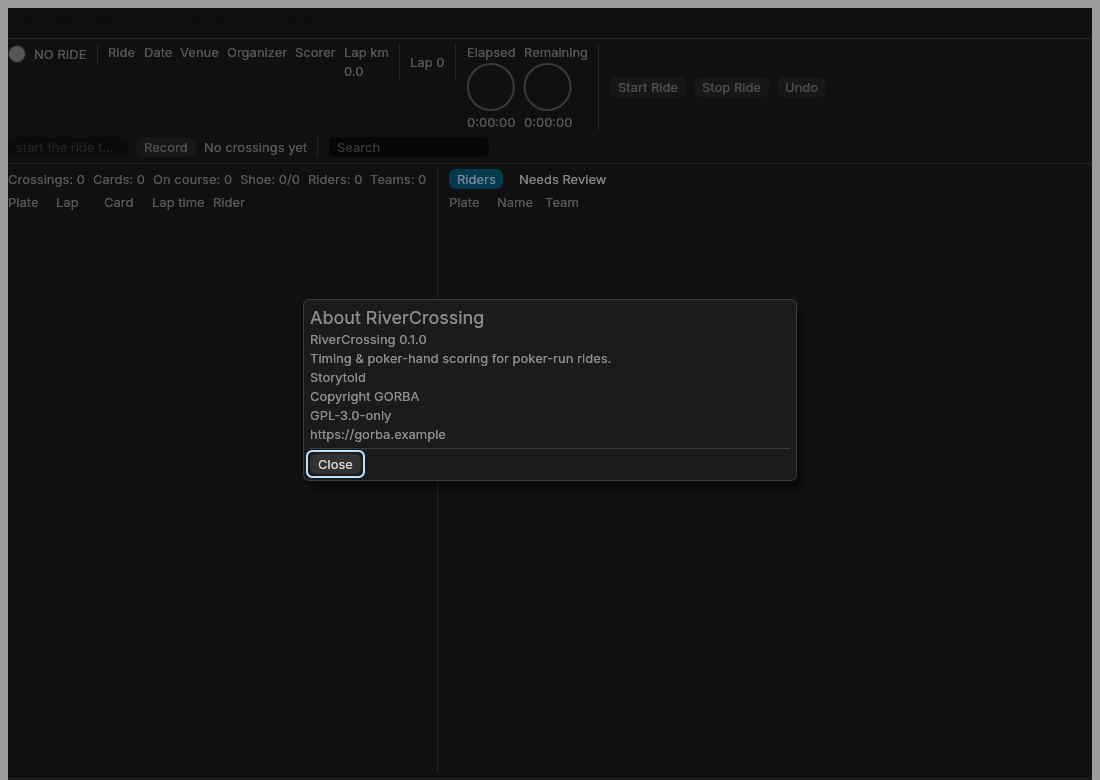 NO RIDE Ride Date Venue Organizer Scorer Lap km Lap 0 Elapsed Remaining
0.0
Start Ride Stop Ride Undo
0:00:00 0:00:00
start the ride t... Record No crossings yet Search
Crossings: 0 Cards: 0 On course: 0 Shoe: 0/0 Riders: 0 Teams: 0 Riders Needs Review
Plate Lap Card Lap time Rider Plate Name Team
About RiverCrossing
RiverCrossing 0.1.0
Timing & poker-hand scoring for poker-run rides.
Storytold
Copyright GORBA
GPL-3.0-only
https://gorba.example
Close